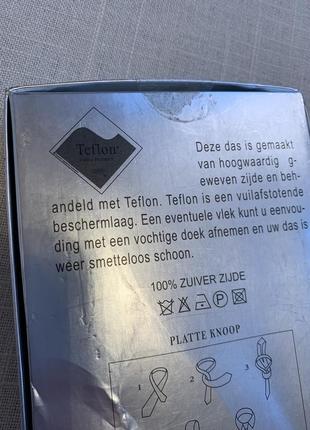 Teflon
Deze das is gemaakt
van hoogwaardig g-
eweven zijde en beh-
andeld met Teflon. Teflon is een vuilafstotende
beschermlaag. Een eventuele vlek kunt u eenvou-
ding met een vochtige doek afnemen en uw das is
weer smetteloos schoon.
100% ZUIVER ZIJDE
P
PLATTE KNOOP
1
2
3